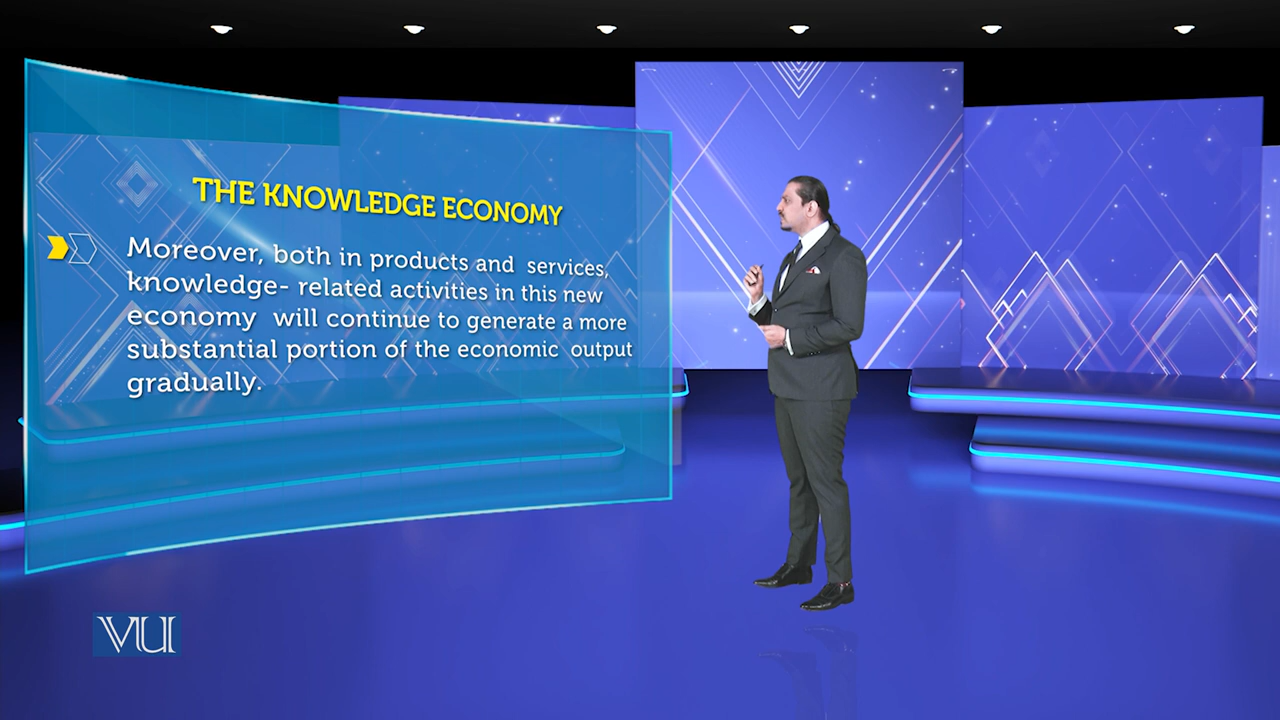 THE KNOWLEDGE ECONOMY
Moreover, both in products and services,
knowledge- related activities in this new
economy will continue to generate a more
substantial portion of the economic output
gradually.
VU